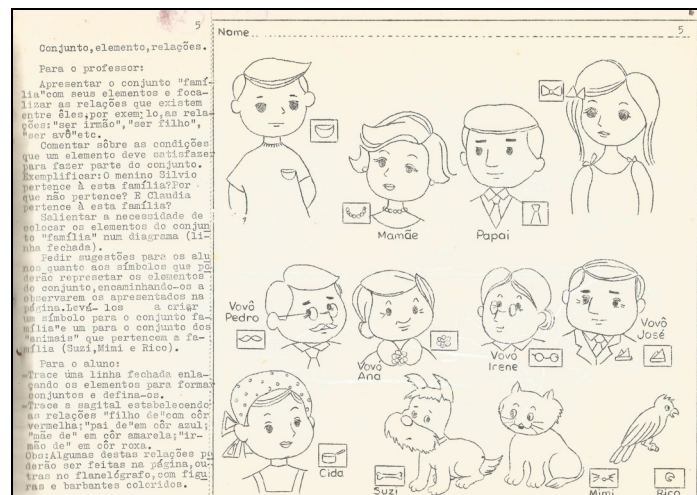 5
Conjunto,elemento,relações.
Para o professor:
Apresentar o conjunto "famí-
lia"com seus elementos e foca-
lizar as relações que existem
entre êles,por exemplo,as rela-
ções:"ser irmão","ser filho",
"ser avô"etc.
Comentar sôbre as condições
que um elemento deve satisfazer
para fazer parte do conjunto.
Exemplificar:O menino Silvio
pertence à esta família?Por
que não pertence? E Claudia
pertence à esta família?
Salientar a necessidade de
colocar os elementos do conjun
to "família" num diagrama (li-
nha fechada).
Pedir sugestões para os alu
nos quanto aos símbolos que po
derão represetar os elementos
do conjunto,encaminhando-os a
observarem os apresentados na
página.Levá- los a criar
um símbolo para o conjunto fa-
mília"e um para o conjunto dos
"animais" que pertencem a fa-
mília (Suzi,Mimi e Rico).
Para o aluno:
-Trace uma linha fechada enla-
çando os elementos para formar
conjuntos e defina-os.
-Trace s sagital estabelecendo
as relações "filho de"com côr
vermelha;"pai de"em côr azul;
"mãe de" em côr amarela;"ir-
mão de" em côr roxa.
Obs:Algumas destas relações po
derão ser feitas na página,ou-
tras no flanelógrafo,com figu
ras e barbantes coloridos.
Nome
5
Mamãe
Papai
Vovô
Pedro
Vovó
Ana
Vovó
Irene
Vovô
José
Cida
Suzi
Mimi
Rico